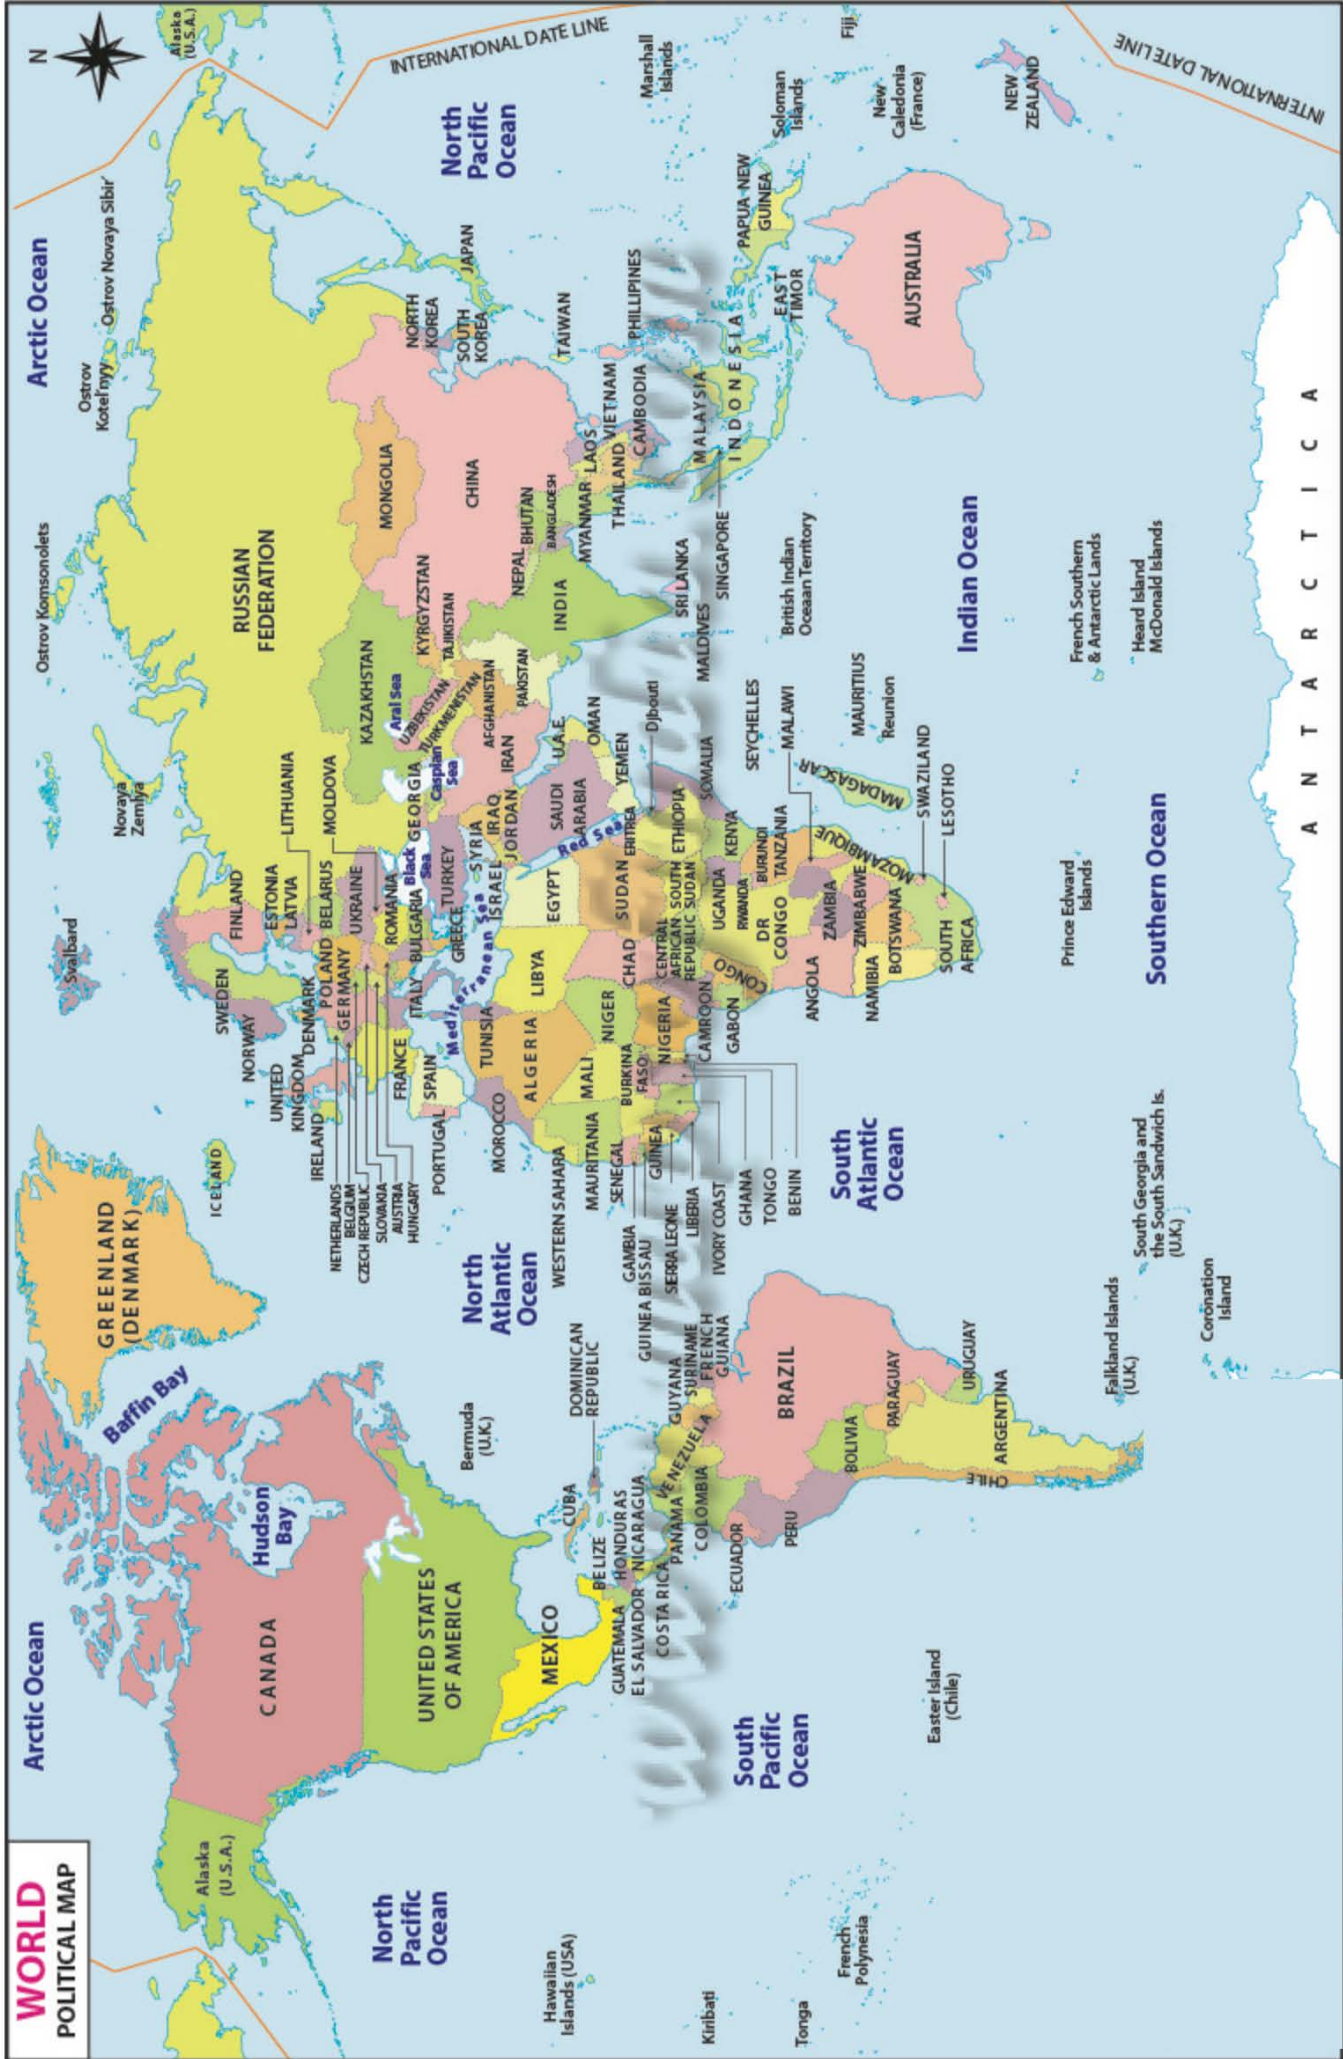 WORLD
POLITICAL MAP
N
Arctic Ocean
Arctic Ocean
Alaska
(U.S.A.)
Alaska
(U.S.A.)
INTERNATIONAL DATE LINE
INTERNATIONAL DATE LINE
GREENLAND
(DENMARK)
Baffin Bay
Hudson
Bay
CANADA
UNITED STATES
OF AMERICA
MEXICO
North
Pacific
Ocean
Hawaiian
Islands (USA)
Kiribati
Tonga
French
Polynesia
South
Pacific
Ocean
Easter Island
(Chile)
Bermuda
(U.K.)
CUBA
DOMINICAN
REPUBLIC
BELIZE
HONDURAS
GUATEMALA
EL SALVADOR
NICARAGUA
COSTA RICA
PANAMA
VENEZUELA
COLOMBIA
GUYANA
SURINAME
FRENCH
GUIANA
ECUADOR
PERU
BRAZIL
BOLIVIA
PARAGUAY
URUGUAY
ARGENTINA
CHILE
Falkland Islands
(U.K.)
South Georgia and
the South Sandwich Is.
(U.K.)
Coronation
Island
North
Atlantic
Ocean
South
Atlantic
Ocean
ICELAND
Svalbard
NORWAY
SWEDEN
FINLAND
UNITED
KINGDOM
IRELAND
DENMARK
ESTONIA
LATVIA
LITHUANIA
BELARUS
POLAND
GERMANY
NETHERLANDS
BELGIUM
CZECH REPUBLIC
SLOVAKIA
AUSTRIA
HUNGARY
UKRAINE
MOLDOVA
ROMANIA
BULGARIA
FRANCE
SPAIN
PORTUGAL
ITALY
GREECE
Mediterranean Sea
Black
Sea
GEORGIA
TURKEY
Caspian
Sea
Aral Sea
SYRIA
ISRAEL
IRAQ
JORDAN
IRAN
SAUDI
ARABIA
U.A.E.
OMAN
YEMEN
Red Sea
MOROCCO
TUNISIA
ALGERIA
LIBYA
EGYPT
WESTERN SAHARA
MAURITANIA
MALI
NIGER
CHAD
SUDAN
ERITREA
Djbouti
SENEGAL
GAMBIA
GUINEA BISSAU
GUINEA
SIERRA LEONE
LIBERIA
IVORY COAST
BURKINA
FASO
GHANA
TONGO
BENIN
NIGERIA
CAMROON
CENTRAL
AFRICAN
REPUBLIC
SOUTH
SUDAN
ETHIOPIA
SOMALIA
GABON
CONGO
DR
CONGO
UGANDA
KENYA
RWANDA
BURUNDI
TANZANIA
ANGOLA
ZAMBIA
MALAWI
MOZAMBIQUE
ZIMBABWE
NAMIBIA
BOTSWANA
SOUTH
AFRICA
SWAZILAND
LESOTHO
MADAGASCAR
SEYCHELLES
MAURITIUS
Reunion
Prince Edward
Islands
Novaya
Zemlya
Ostrov Komsonolets
Ostrov
Kotel'nyy
Ostrov Novaya Sibir'
RUSSIAN
FEDERATION
KAZAKHSTAN
UZBEKISTAN
TURKMENISTAN
KYRGYZSTAN
TAJIKISTAN
AFGHANISTAN
PAKISTAN
INDIA
NEPAL
BHUTAN
BANGLADESH
MYANMAR
SRI LANKA
MALDIVES
MONGOLIA
CHINA
NORTH
KOREA
SOUTH
KOREA
JAPAN
TAIWAN
LAOS
VIETNAM
THAILAND
CAMBODIA
PHILLIPINES
MALAYSIA
SINGAPORE
INDONESIA
EAST
TIMOR
PAPUA NEW
GUINEA
North
Pacific
Ocean
Marshall
Islands
Soloman
Islands
Fiji
New
Caledonia
(France)
AUSTRALIA
NEW
ZEALAND
British Indian
Oceaan Territory
Indian Ocean
French Southern
& Antarctic Lands
Heard Island
McDonald Islands
Southern Ocean
ANTARCTICA